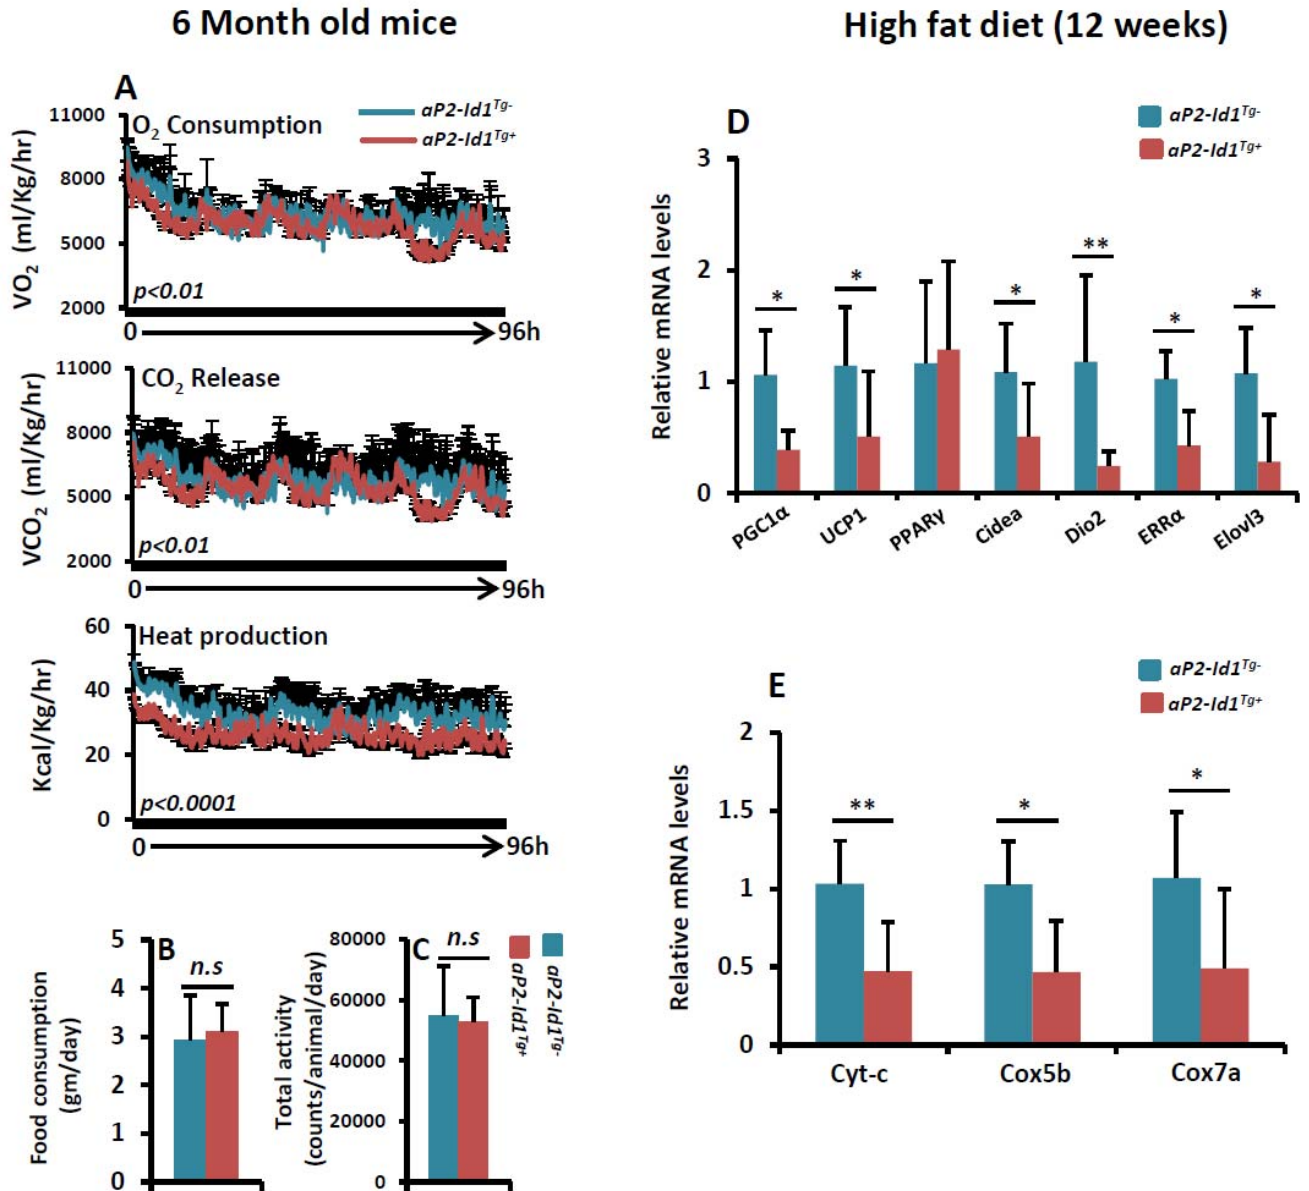 6 Month old mice
High fat diet (12 weeks)
A
O₂ Consumption
aP2-Id1ᵀᵍ⁻
aP2-Id1ᵀᵍ⁺
VO₂ (ml/Kg/hr)
11000
8000
5000
2000
p<0.01
0
96h
CO₂ Release
VCO₂ (ml/Kg/hr)
11000
8000
5000
2000
p<0.01
0
96h
Heat production
Kcal/Kg/hr)
60
40
20
0
p<0.0001
0
96h
B
n.s
Food consumption
(gm/day)
5
4
3
2
1
0
C
n.s
Total activity
(counts/animal/day)
80000
60000
40000
20000
0
aP2-Id1ᵀᵍ⁺
aP2-Id1ᵀᵍ⁻
D
aP2-Id1ᵀᵍ⁻
aP2-Id1ᵀᵍ⁺
Relative mRNA levels
3
2
1
0
* * * ** * *
PGC1α UCP1 PPARγ Cidea Dio2 ERRα Elovl3
E
aP2-Id1ᵀᵍ⁻
aP2-Id1ᵀᵍ⁺
Relative mRNA levels
2
1.5
1
0.5
0
** * *
Cyt-c Cox5b Cox7a